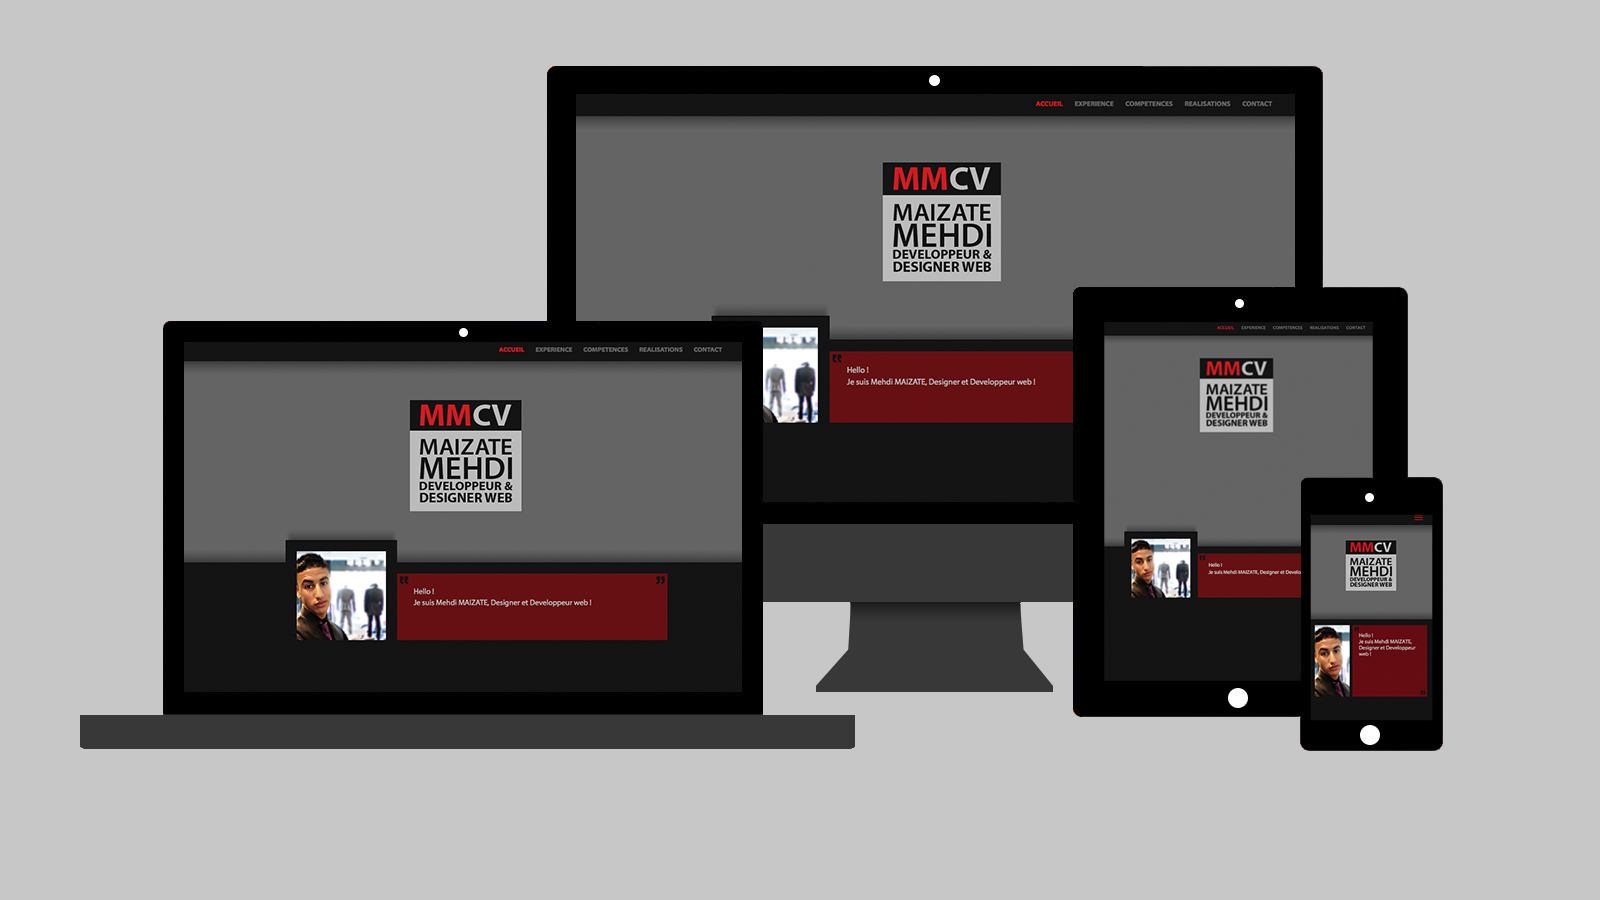 ACCUEIL EXPERIENCE COMPETENCES REALISATIONS CONTACT
MMCV
MAIZATE
MEHDI
DEVELOPPEUR &
DESIGNER WEB
“
Hello !
Je suis Mehdi MAIZATE, Designer et Developpeur web !
ACCUEIL EXPERIENCE COMPETENCES REALISATIONS CONTACT
MMCV
MAIZATE
MEHDI
DEVELOPPEUR &
DESIGNER WEB
“ ”
Hello !
Je suis Mehdi MAIZATE, Designer et Developpeur web !
ACCUEIL EXPERIENCE COMPETENCES REALISATIONS CONTACT
MMCV
MAIZATE
MEHDI
DEVELOPPEUR &
DESIGNER WEB
“
Hello !
Je suis Mehdi MAIZATE, Designer et Develo
MMCV
MAIZATE
MEHDI
DEVELOPPEUR &
DESIGNER WEB
“
Hello !
Je suis Mehdi MAIZATE,
Designer et Developpeur
web !
”